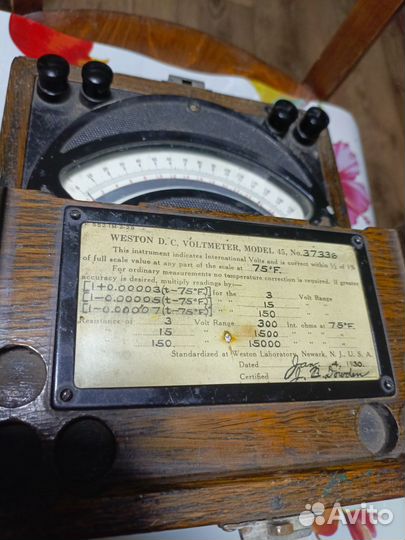 WESTON D. C. VOLTMETER, MODEL 45, No. 37336
This instrument indicates International Volts and is correct within ½ of 1%
of full scale value at any part of the scale at 75°F.
For ordinary measurements no temperature correction is required. If greater
accuracy is desired, multiply readings by—
[1+0.00003(t-75°F)] for the 3 Volt Range
[1-0.00005(t-75°F)] " " 15 " "
[1-0.00007(t-75°F)] " " 150 " "
Resistance of 3 Volt Range 300 Int. ohms at 75°F.
" " 15 " " 1500 " " "
" " 150 " " 15000 " " "
Standardized at Weston Laboratory, Newark, N. J., U. S. A.
Dated Jan 4, 1930.
Certified
Avito